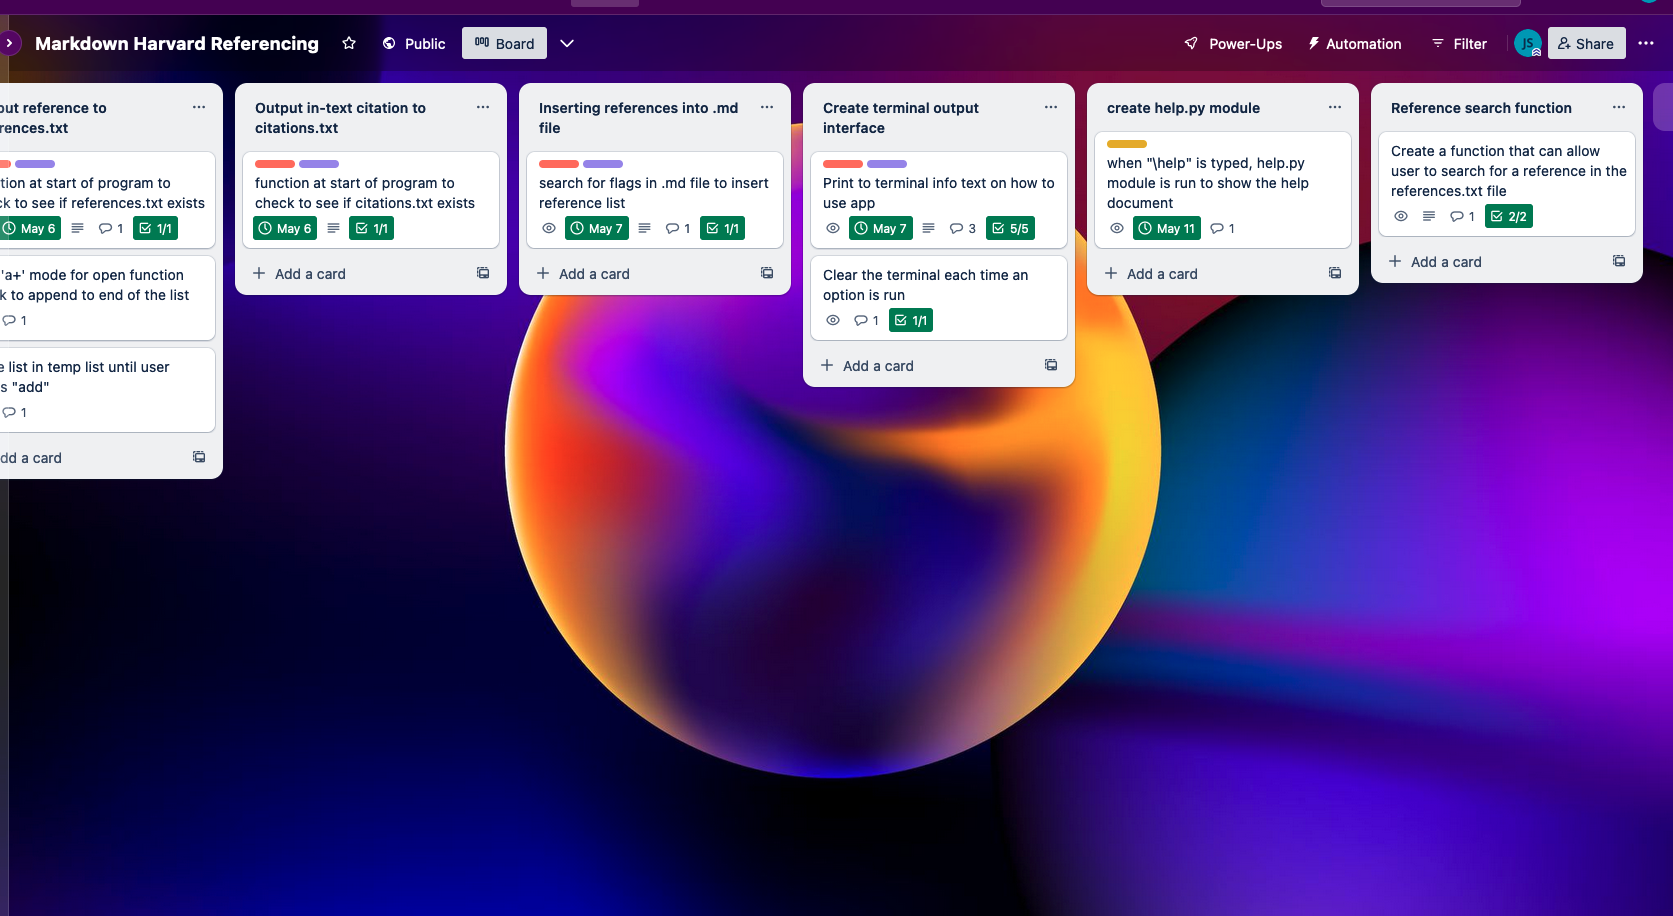 Markdown Harvard Referencing
Public
Board
Power-Ups
Automation
Filter
JS
Share
put reference to
rences.txt
tion at start of program to
ck to see if references.txt exists
May 6
1
1/1
'a+' mode for open function
k to append to end of the list
1
e list in temp list until user
s "add"
1
dd a card
Output in-text citation to
citations.txt
function at start of program to
check to see if citations.txt exists
May 6
1/1
Add a card
Inserting references into .md
file
search for flags in .md file to insert
reference list
May 7
1
1/1
Add a card
Create terminal output
interface
Print to terminal info text on how to
use app
May 7
3
5/5
Clear the terminal each time an
option is run
1
1/1
Add a card
create help.py module
when "\help" is typed, help.py
module is run to show the help
document
May 11
1
Add a card
Reference search function
Create a function that can allow
user to search for a reference in the
references.txt file
1
2/2
Add a card